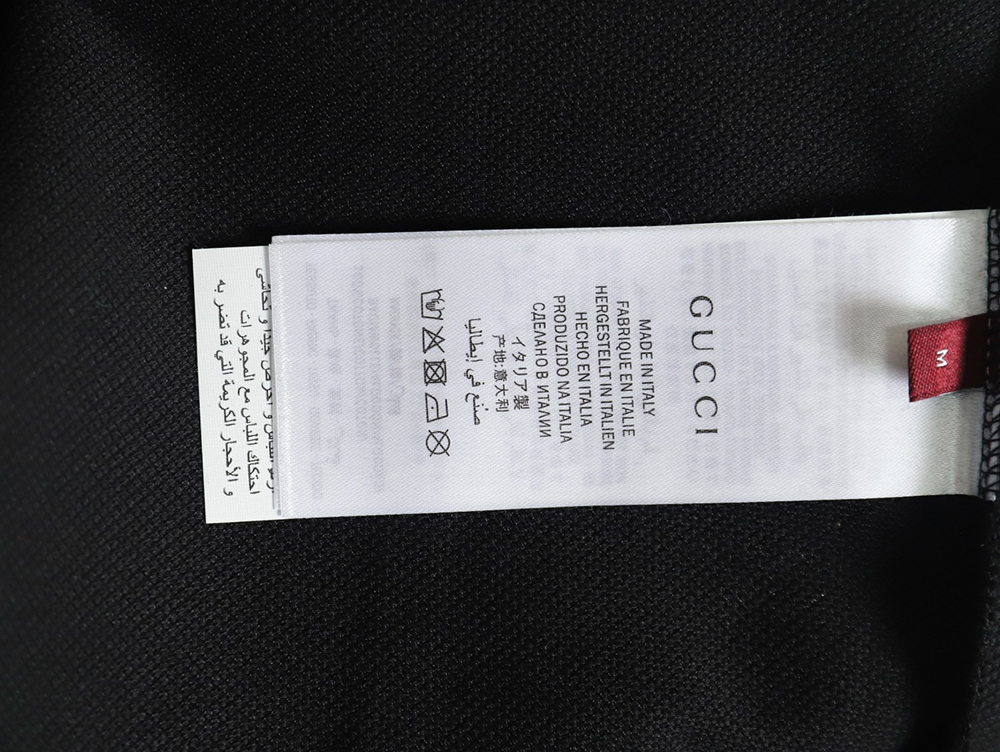 GUCCI
MADE IN ITALY
FABRIQUE EN ITALIE
HERGESTELLT IN ITALIEN
HECHO EN ITALIA
PRODUZIDO NA ITALIA
СДЕЛАНО В ИТАЛИИ
イタリア製
产地:意大利
صنع في إيطاليا
M
احتكاك اللباس مع المجوهرات
و الأحجار الكريمة التي قد تضر به